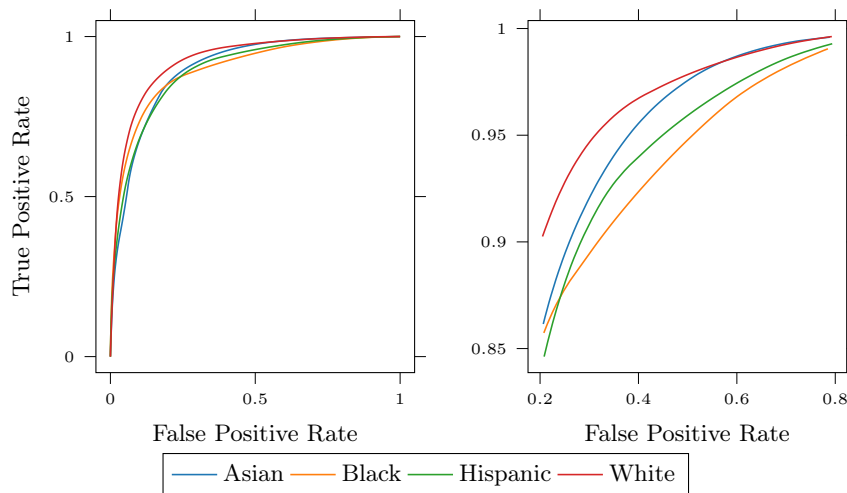 True Positive Rate
1
0.5
0
0
0.5
1
False Positive Rate
1
0.95
0.9
0.85
0.2
0.4
0.6
0.8
False Positive Rate
Asian
Black
Hispanic
White